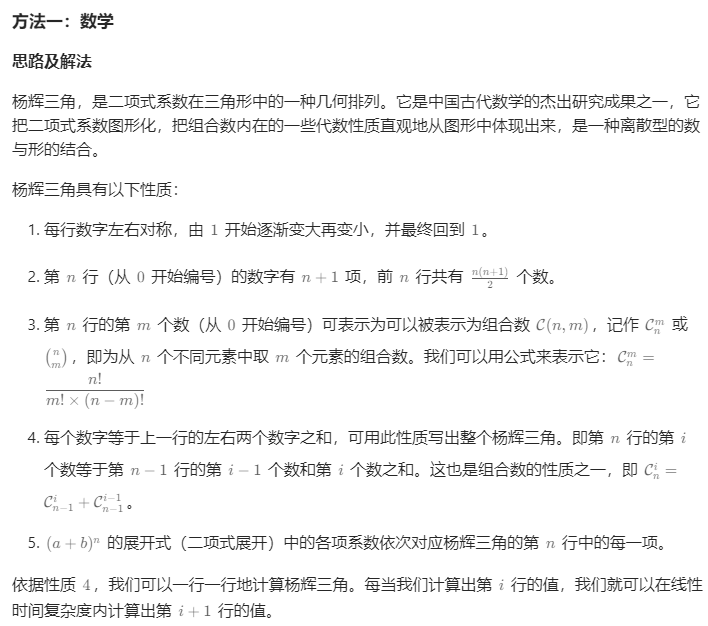 方法一：数学
思路及解法
杨辉三角，是二项式系数在三角形中的一种几何排列。它是中国古代数学的杰出研究成果之一，它
把二项式系数图形化，把组合数内在的一些代数性质直观地从图形中体现出来，是一种离散型的数
与形的结合。
杨辉三角具有以下性质：
1. 每行数字左右对称，由 1 开始逐渐变大再变小，并最终回到 1。
2. 第 n 行（从 0 开始编号）的数字有 n + 1 项，前 n 行共有 \frac{n(n+1)}{2} 个数。
3. 第 n 行的第 m 个数（从 0 开始编号）可表示为可以被表示为组合数 \mathcal{C}(n, m)，记作 \mathcal{C}_n^m 或
\binom{n}{m}，即为从 n 个不同元素中取 m 个元素的组合数。我们可以用公式来表示它：\mathcal{C}_n^m =
\frac{n!}{m! \times (n-m)!}
4. 每个数字等于上一行的左右两个数字之和，可用此性质写出整个杨辉三角。即第 n 行的第 i
个数等于第 n − 1 行的第 i − 1 个数和第 i 个数之和。这也是组合数的性质之一，即 \mathcal{C}_n^i =
\mathcal{C}_{n-1}^i + \mathcal{C}_{n-1}^{i-1}。
5. (a + b)^n 的展开式（二项式展开）中的各项系数依次对应杨辉三角的第 n 行中的每一项。
依据性质 4，我们可以一行一行地计算杨辉三角。每当我们计算出第 i 行的值，我们就可以在线性
时间复杂度内计算出第 i + 1 行的值。